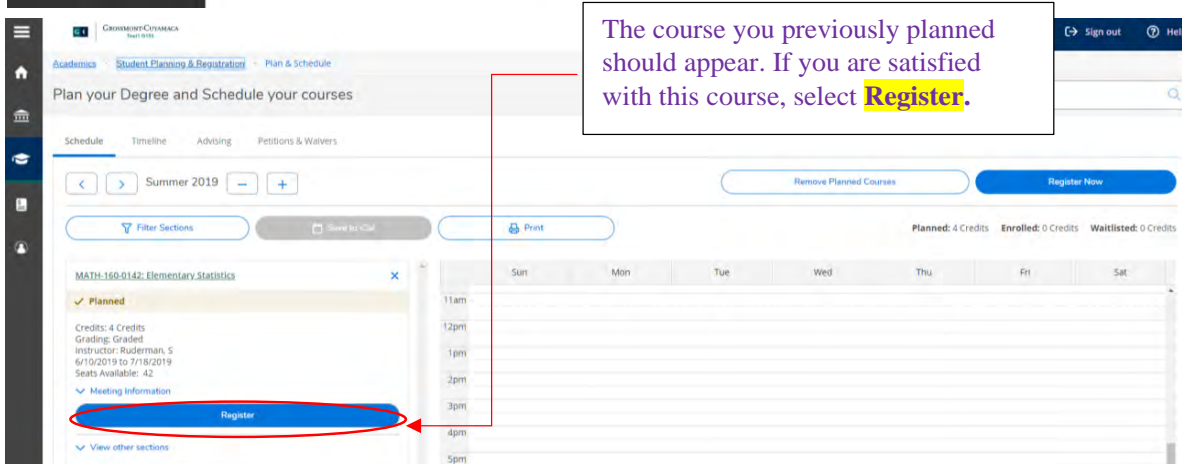 GROSSMONT-CUYAMACA
Sign out
Hel
Academics Student Planning & Registration Plan & Schedule
Plan your Degree and Schedule your courses
The course you previously planned
should appear. If you are satisfied
with this course, select Register.
Schedule Timeline Advising Petitions & Waivers
Summer 2019
Remove Planned Courses Register Now
Filter Sections Save to iCal Print
Planned: 4 Credits Enrolled: 0 Credits Waitlisted: 0 Credits
MATH-160-0142: Elementary Statistics
Planned
Credits: 4 Credits
Grading: Graded
Instructor: Ruderman, S
6/10/2019 to 7/18/2019
Seats Available: 42
Meeting Information
Register
View other sections
Sun Mon Tue Wed Thu Fri Sat
11am
12pm
1pm
2pm
3pm
4pm
5pm